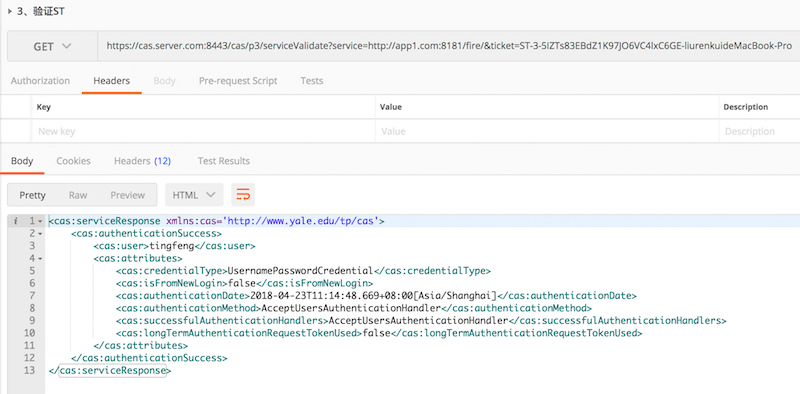 3、验证ST
GET https://cas.server.com:8443/cas/p3/serviceValidate?service=http://app1.com:8181/fire/&ticket=ST-3-5IZTs83EBdZ1K97JO6VC4lxC6GE-liurenkuideMacBook-Pro
Authorization Headers Body Pre-request Script Tests
Key Value Description
New key Value Description
Body Cookies Headers (12) Test Results
Pretty Raw Preview HTML
i 1 <cas:serviceResponse xmlns:cas='http://www.yale.edu/tp/cas'>
2 <cas:authenticationSuccess>
3 <cas:user>tingfeng</cas:user>
4 <cas:attributes>
5 <cas:credentialType>UsernamePasswordCredential</cas:credentialType>
6 <cas:isFromNewLogin>false</cas:isFromNewLogin>
7 <cas:authenticationDate>2018-04-23T11:14:48.669+08:00[Asia/Shanghai]</cas:authenticationDate>
8 <cas:authenticationMethod>AcceptUsersAuthenticationHandler</cas:authenticationMethod>
9 <cas:successfulAuthenticationHandlers>AcceptUsersAuthenticationHandler</cas:successfulAuthenticationHandlers>
10 <cas:longTermAuthenticationRequestTokenUsed>false</cas:longTermAuthenticationRequestTokenUsed>
11 </cas:attributes>
12 </cas:authenticationSuccess>
13 </cas:serviceResponse>